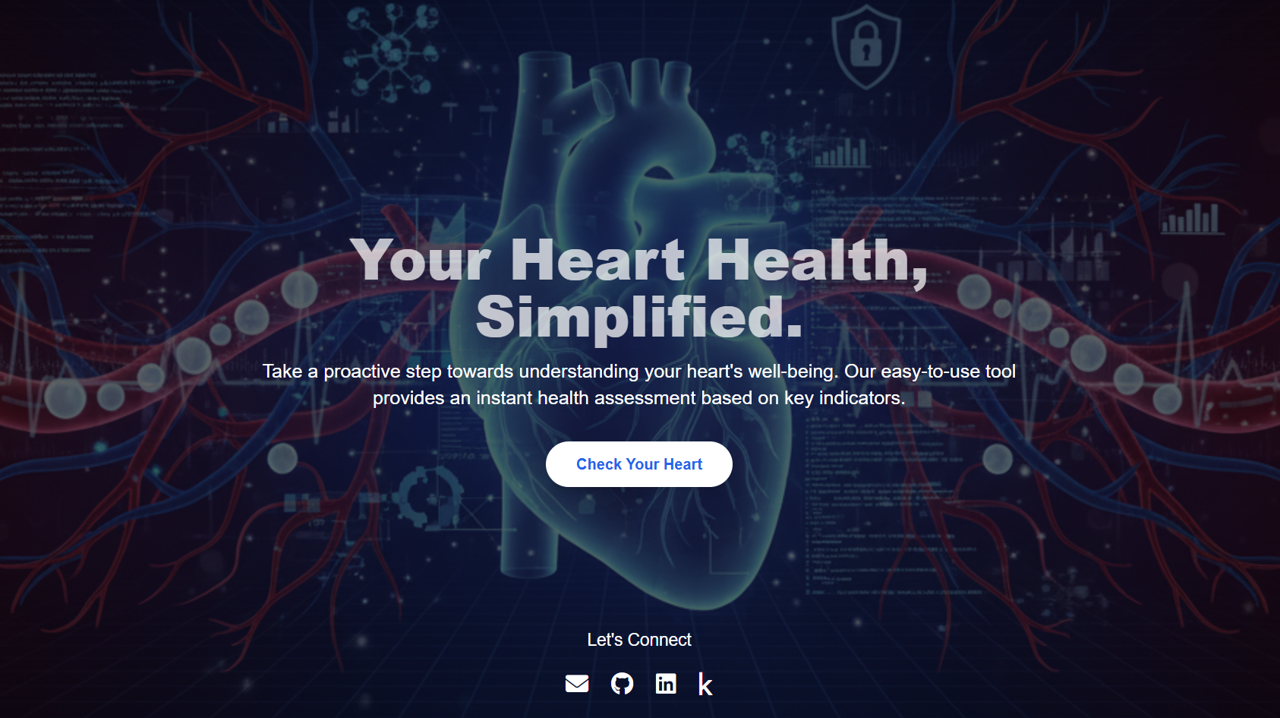 Your Heart Health,
Simplified.
Take a proactive step towards understanding your heart's well-being. Our easy-to-use tool
provides an instant health assessment based on key indicators.
Check Your Heart
Let's Connect
in
k